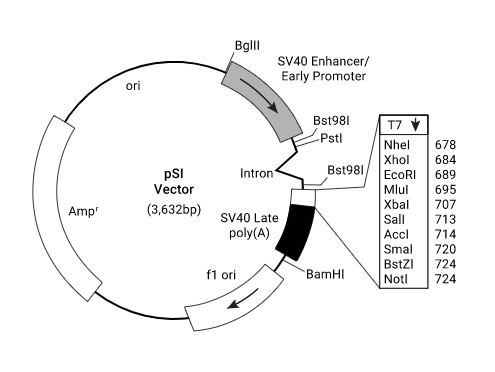 BglII
SV40 Enhancer/
Early Promoter
ori
Bst98I
PstI
Intron
Bst98I
pSI
Vector
(3,632bp)
Ampʳ
SV40 Late
poly(A)
f1 ori
BamHI
T7
NheI 678
XhoI 684
EcoRI 689
MluI 695
XbaI 707
SalI 713
AccI 714
SmaI 720
BstZI 724
NotI 724